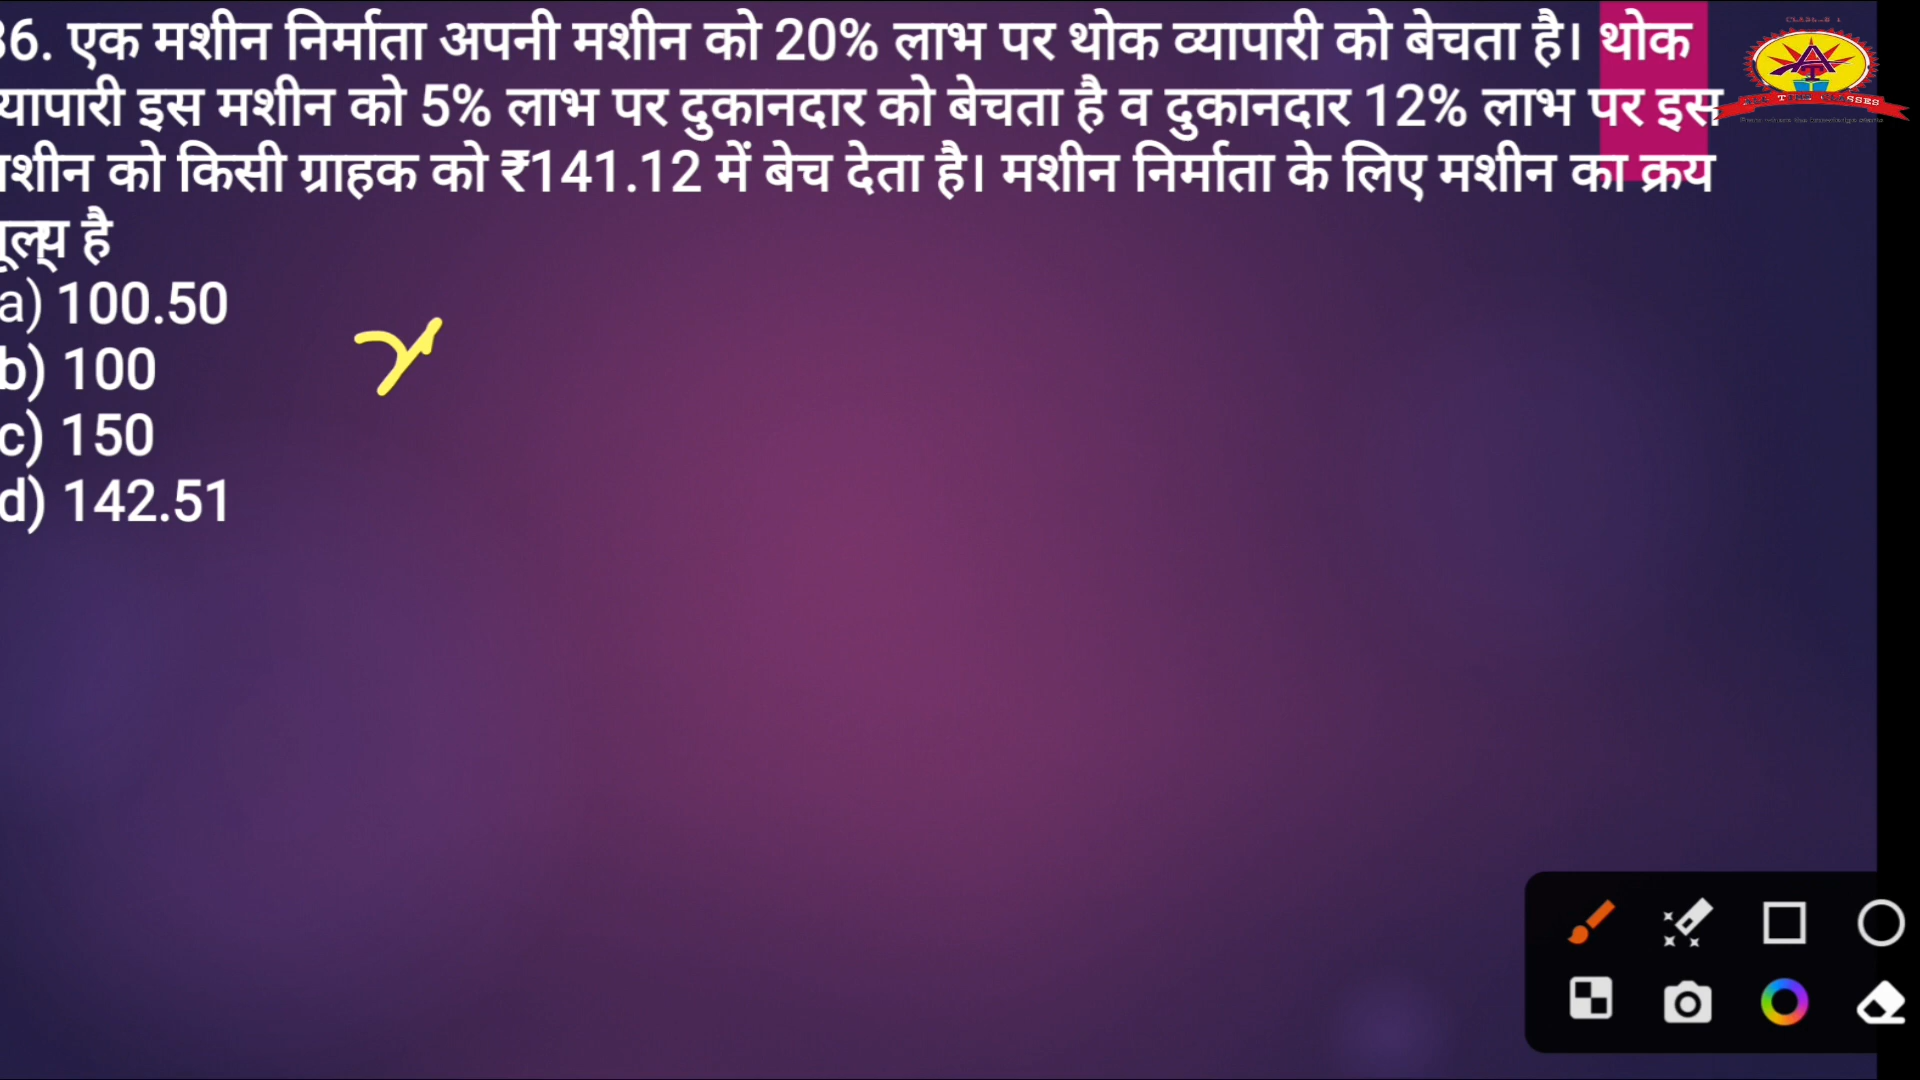 36. एक मशीन निर्माता अपनी मशीन को 20% लाभ पर थोक व्यापारी को बेचता है। थोक
यापारी इस मशीन को 5% लाभ पर दुकानदार को बेचता है व दुकानदार 12% लाभ पर इस
मशीन को किसी ग्राहक को ₹141.12 में बेच देता है। मशीन निर्माता के लिए मशीन का क्रय
मूल्य है
a) 100.50
b) 100
c) 150
d) 142.51
x